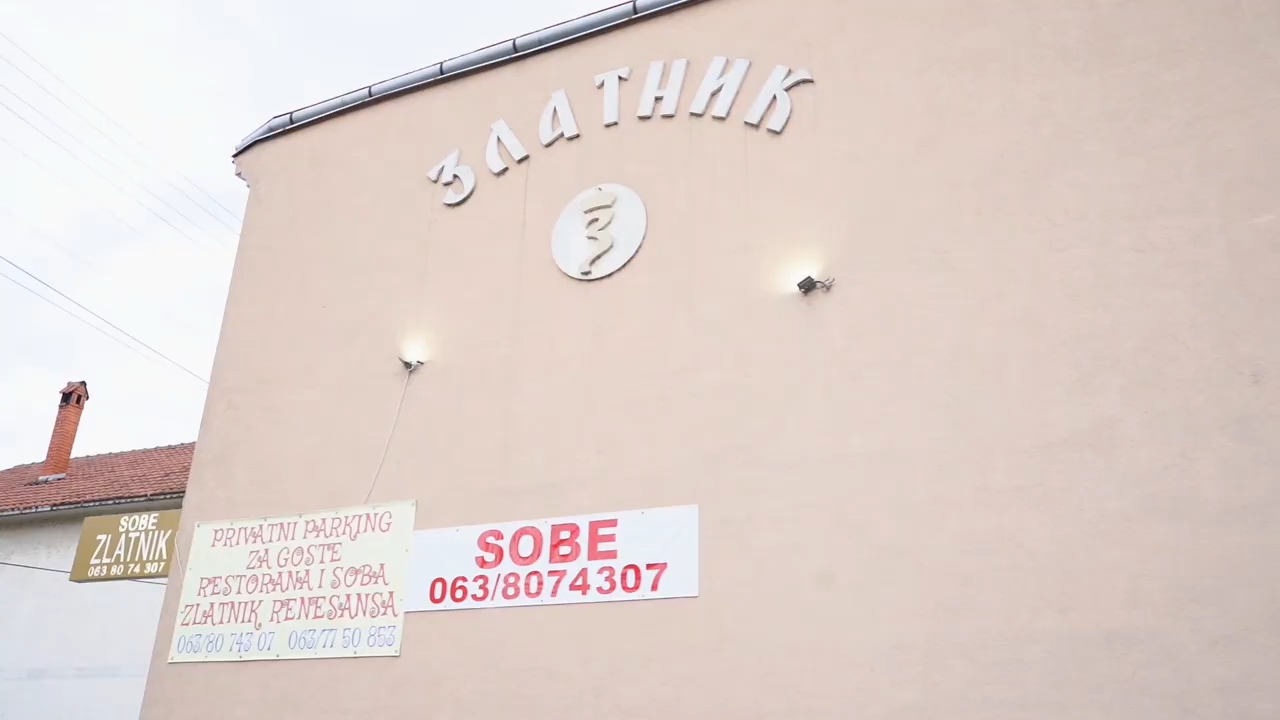 ЗЛАТНИК
SOBE
ZLATNIK
063 80 74 307
PRIVATNI PARKING
ZA GOSTE
RESTORANA I SOBA
ZLATNIK RENESANSA
063/80 743 07 063/77 50 853
SOBE
063/8074307